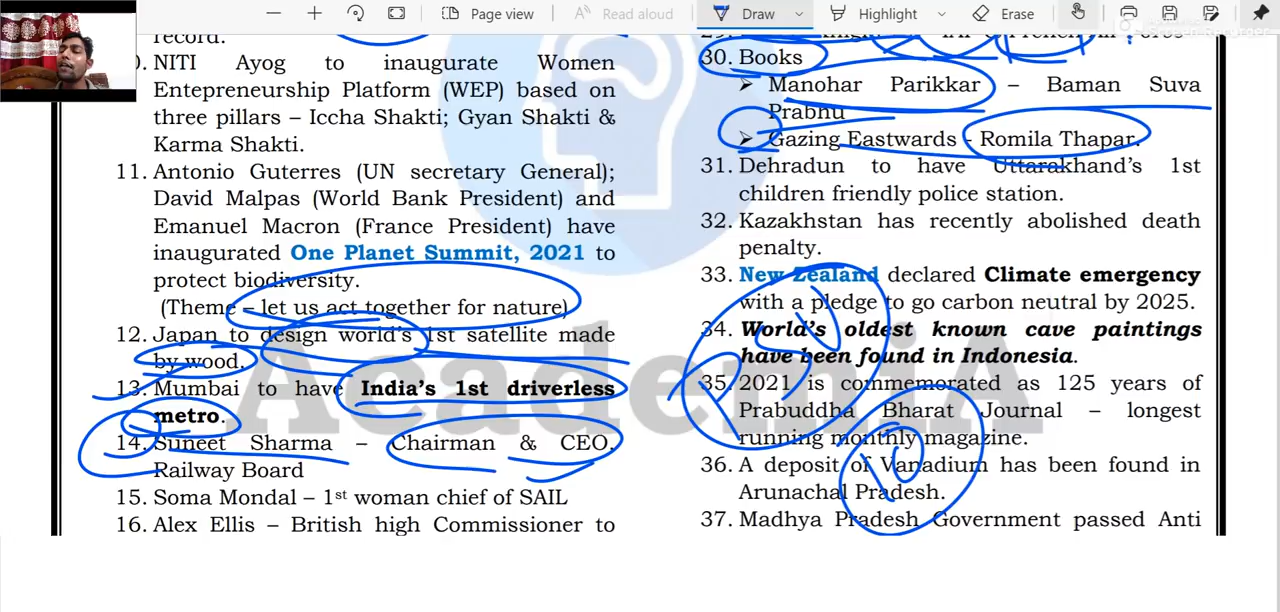 Page view
Read aloud
Draw
Highlight
Erase
record.
NITI Ayog to inaugurate Women
Entepreneurship Platform (WEP) based on
three pillars – Iccha Shakti; Gyan Shakti &
Karma Shakti.
11. Antonio Guterres (UN secretary General);
David Malpas (World Bank President) and
Emanuel Macron (France President) have
inaugurated One Planet Summit, 2021 to
protect biodiversity.
(Theme – let us act together for nature)
12. Japan to design world's 1st satellite made
by wood.
13. Mumbai to have India's 1st driverless
metro.
14. Suneet Sharma – Chairman & CEO.
Railway Board
15. Soma Mondal – 1st woman chief of SAIL
16. Alex Ellis – British high Commissioner to
30. Books
➤ Manohar Parikkar – Baman Suva
Prabhu
➤ Gazing Eastwards - Romila Thapar.
31. Dehradun to have Uttarakhand's 1st
children friendly police station.
32. Kazakhstan has recently abolished death
penalty.
33. New Zealand declared Climate emergency
with a pledge to go carbon neutral by 2025.
34. World's oldest known cave paintings
have been found in Indonesia.
35. 2021 is commemorated as 125 years of
Prabuddha Bharat Journal – longest
running monthly magazine.
36. A deposit of Vanadium has been found in
Arunachal Pradesh.
37. Madhya Pradesh Government passed Anti
AcademiA
PSU
10